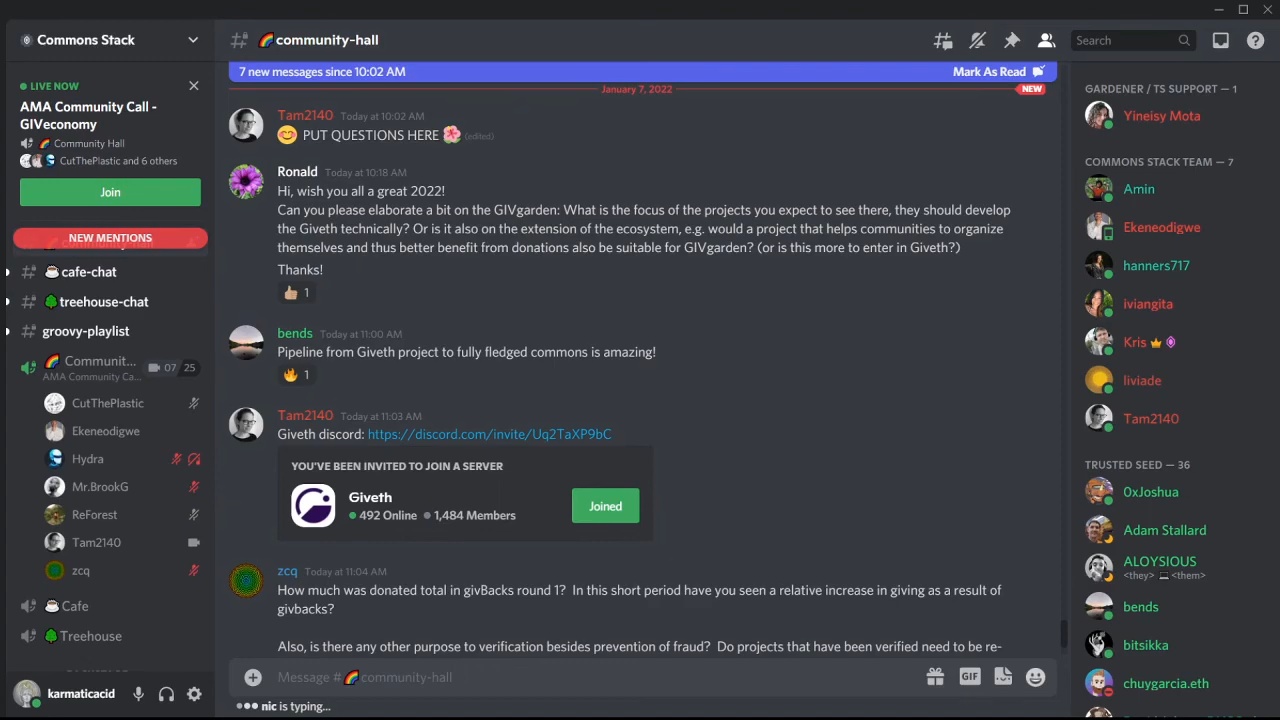 Commons Stack
LIVE NOW
AMA Community Call -
GIVeconomy
Community Hall
CutThePlastic and 6 others
Join
NEW MENTIONS
cafe-chat
treehouse-chat
groovy-playlist
Communit...
07 25
AMA Community Ca...
CutThePlastic
Ekeneodigwe
Hydra
Mr.BrookG
ReForest
Tam2140
zcq
Cafe
Treehouse
karmaticacid
community-hall
Search
7 new messages since 10:02 AM
Mark As Read
January 7, 2022
NEW
Tam2140 Today at 10:02 AM
PUT QUESTIONS HERE (edited)
Ronald Today at 10:18 AM
Hi, wish you all a great 2022!
Can you please elaborate a bit on the GIVgarden: What is the focus of the projects you expect to see there, they should develop
the Giveth technically? Or is it also on the extension of the ecosystem, e.g. would a project that helps communities to organize
themselves and thus better benefit from donations also be suitable for GIVgarden? (or is this more to enter in Giveth?)
Thanks!
1
bends Today at 11:00 AM
Pipeline from Giveth project to fully fledged commons is amazing!
1
Tam2140 Today at 11:03 AM
Giveth discord: https://discord.com/invite/Uq2TaXP9bC
YOU'VE BEEN INVITED TO JOIN A SERVER
Giveth
492 Online 1,484 Members
Joined
zcq Today at 11:04 AM
How much was donated total in givBacks round 1? In this short period have you seen a relative increase in giving as a result of
givbacks?
Also, is there any other purpose to verification besides prevention of fraud? Do projects that have been verified need to be re-
Message # community-hall
GIF
nic is typing...
GARDENER / TS SUPPORT — 1
Yineisy Mota
COMMONS STACK TEAM — 7
Amin
Ekeneodigwe
hanners717
iviangita
Kris
liviade
Tam2140
TRUSTED SEED — 36
0xJoshua
Adam Stallard
ALOYSIOUS
<they> <them>
bends
bitsikka
chuygarcia.eth